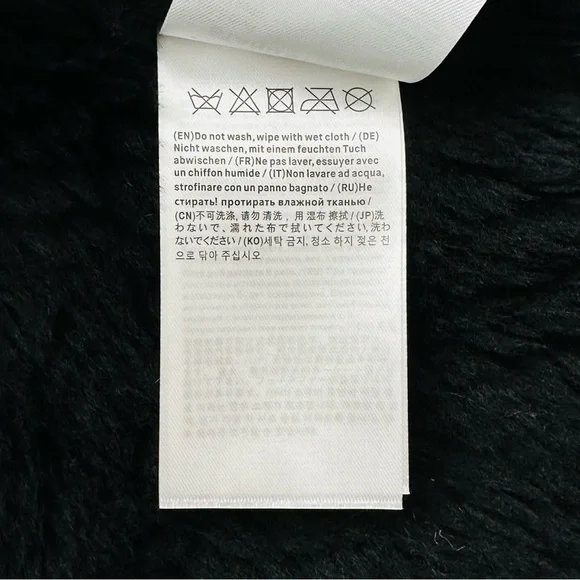 (EN)Do not wash, wipe with wet cloth / (DE)
Nicht waschen, mit einem feuchten Tuch
abwischen / (FR)Ne pas laver, essuyer avec
un chiffon humide / (IT)Non lavare ad acqua,
strofinare con un panno bagnato / (RU)Не
стирать! протирать влажной тканью /
(CN)不可洗涤, 请勿清洗, 用 湿布 擦拭 / (JP)洗
わないで、濡れた布で拭いてください, 洗わ
ないでください / (KO)세탁 금지, 청소 하지 젖은 천
으로 닦아 주십시오